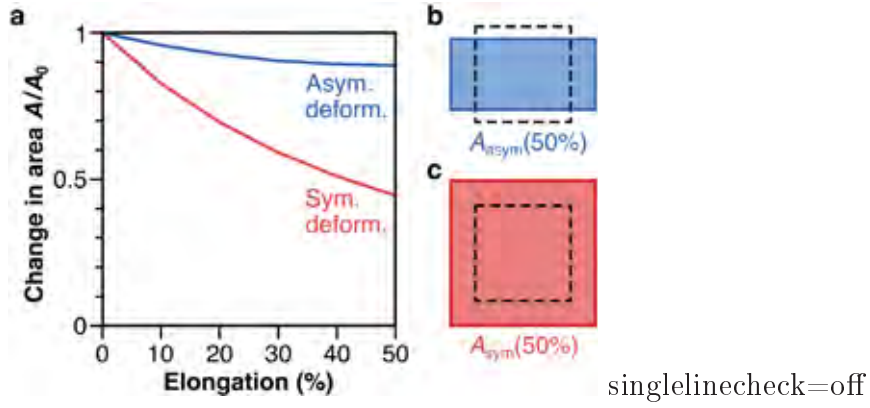 a
Change in area A/A0
1
0.5
0
Asym.
deform.
Sym.
deform.
0 10 20 30 40 50
Elongation (%)
b
Aasym(50%)
c
Asym(50%)
singlelinecheck=off